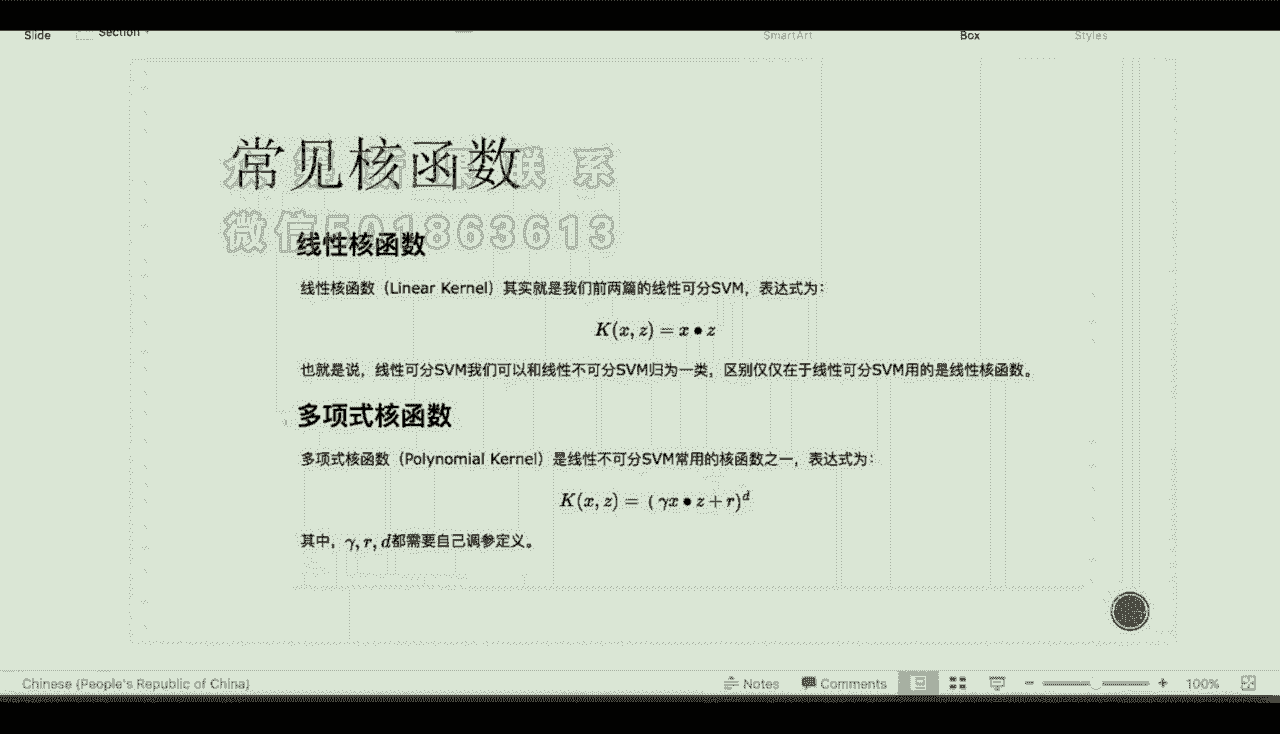 Slide
Section
SmartArt
Box
Styles
常见核函数
联系
微信501863613
线性核函数
线性核函数（Linear Kernel）其实就是我们前两篇的线性可分SVM，表达式为：
K(x, z) = x • z
也就是说，线性可分SVM我们可以和线性不可分SVM归为一类，区别仅仅在于线性可分SVM用的是线性核函数。
多项式核函数
多项式核函数（Polynomial Kernel）是线性不可分SVM常用的核函数之一，表达式为：
K(x, z) = （γx • z + r)^d
其中，γ, r, d都需要自己调参定义。
Chinese (People's Republic of China)
Notes
Comments
100%